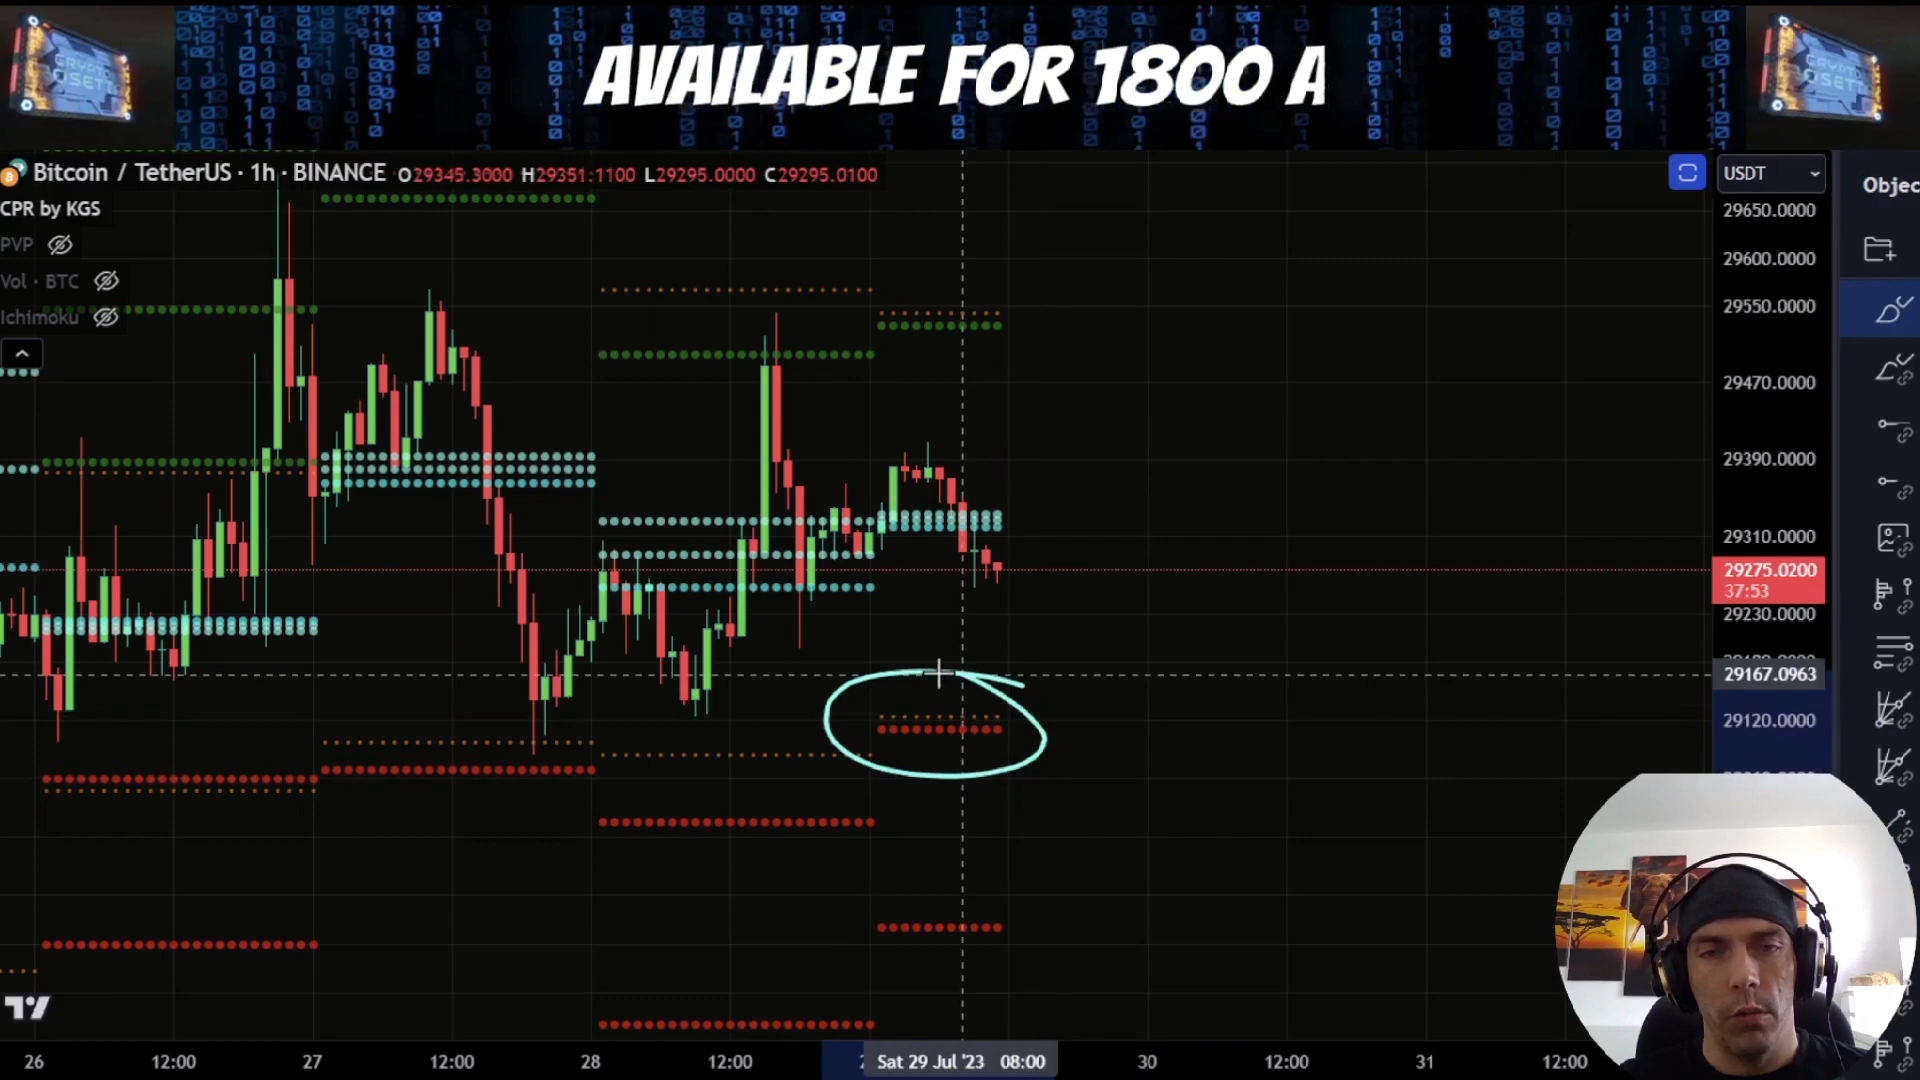 AVAILABLE FOR 1800 A
CRYPTO
Bitcoin / TetherUS · 1h · BINANCE O29345.3000 H29351.1100 L29295.0000 C29295.0100
USDT
Objec
CPR by KGS
PVP
Vol · BTC
Ichimoku
29650.0000
29600.0000
29550.0000
29470.0000
29390.0000
29310.0000
29275.0200
37:53
29230.0000
29167.0963
29120.0000
26 12:00 27 12:00 28 12:00 Sat 29 Jul '23 08:00 30 12:00 31 12:00